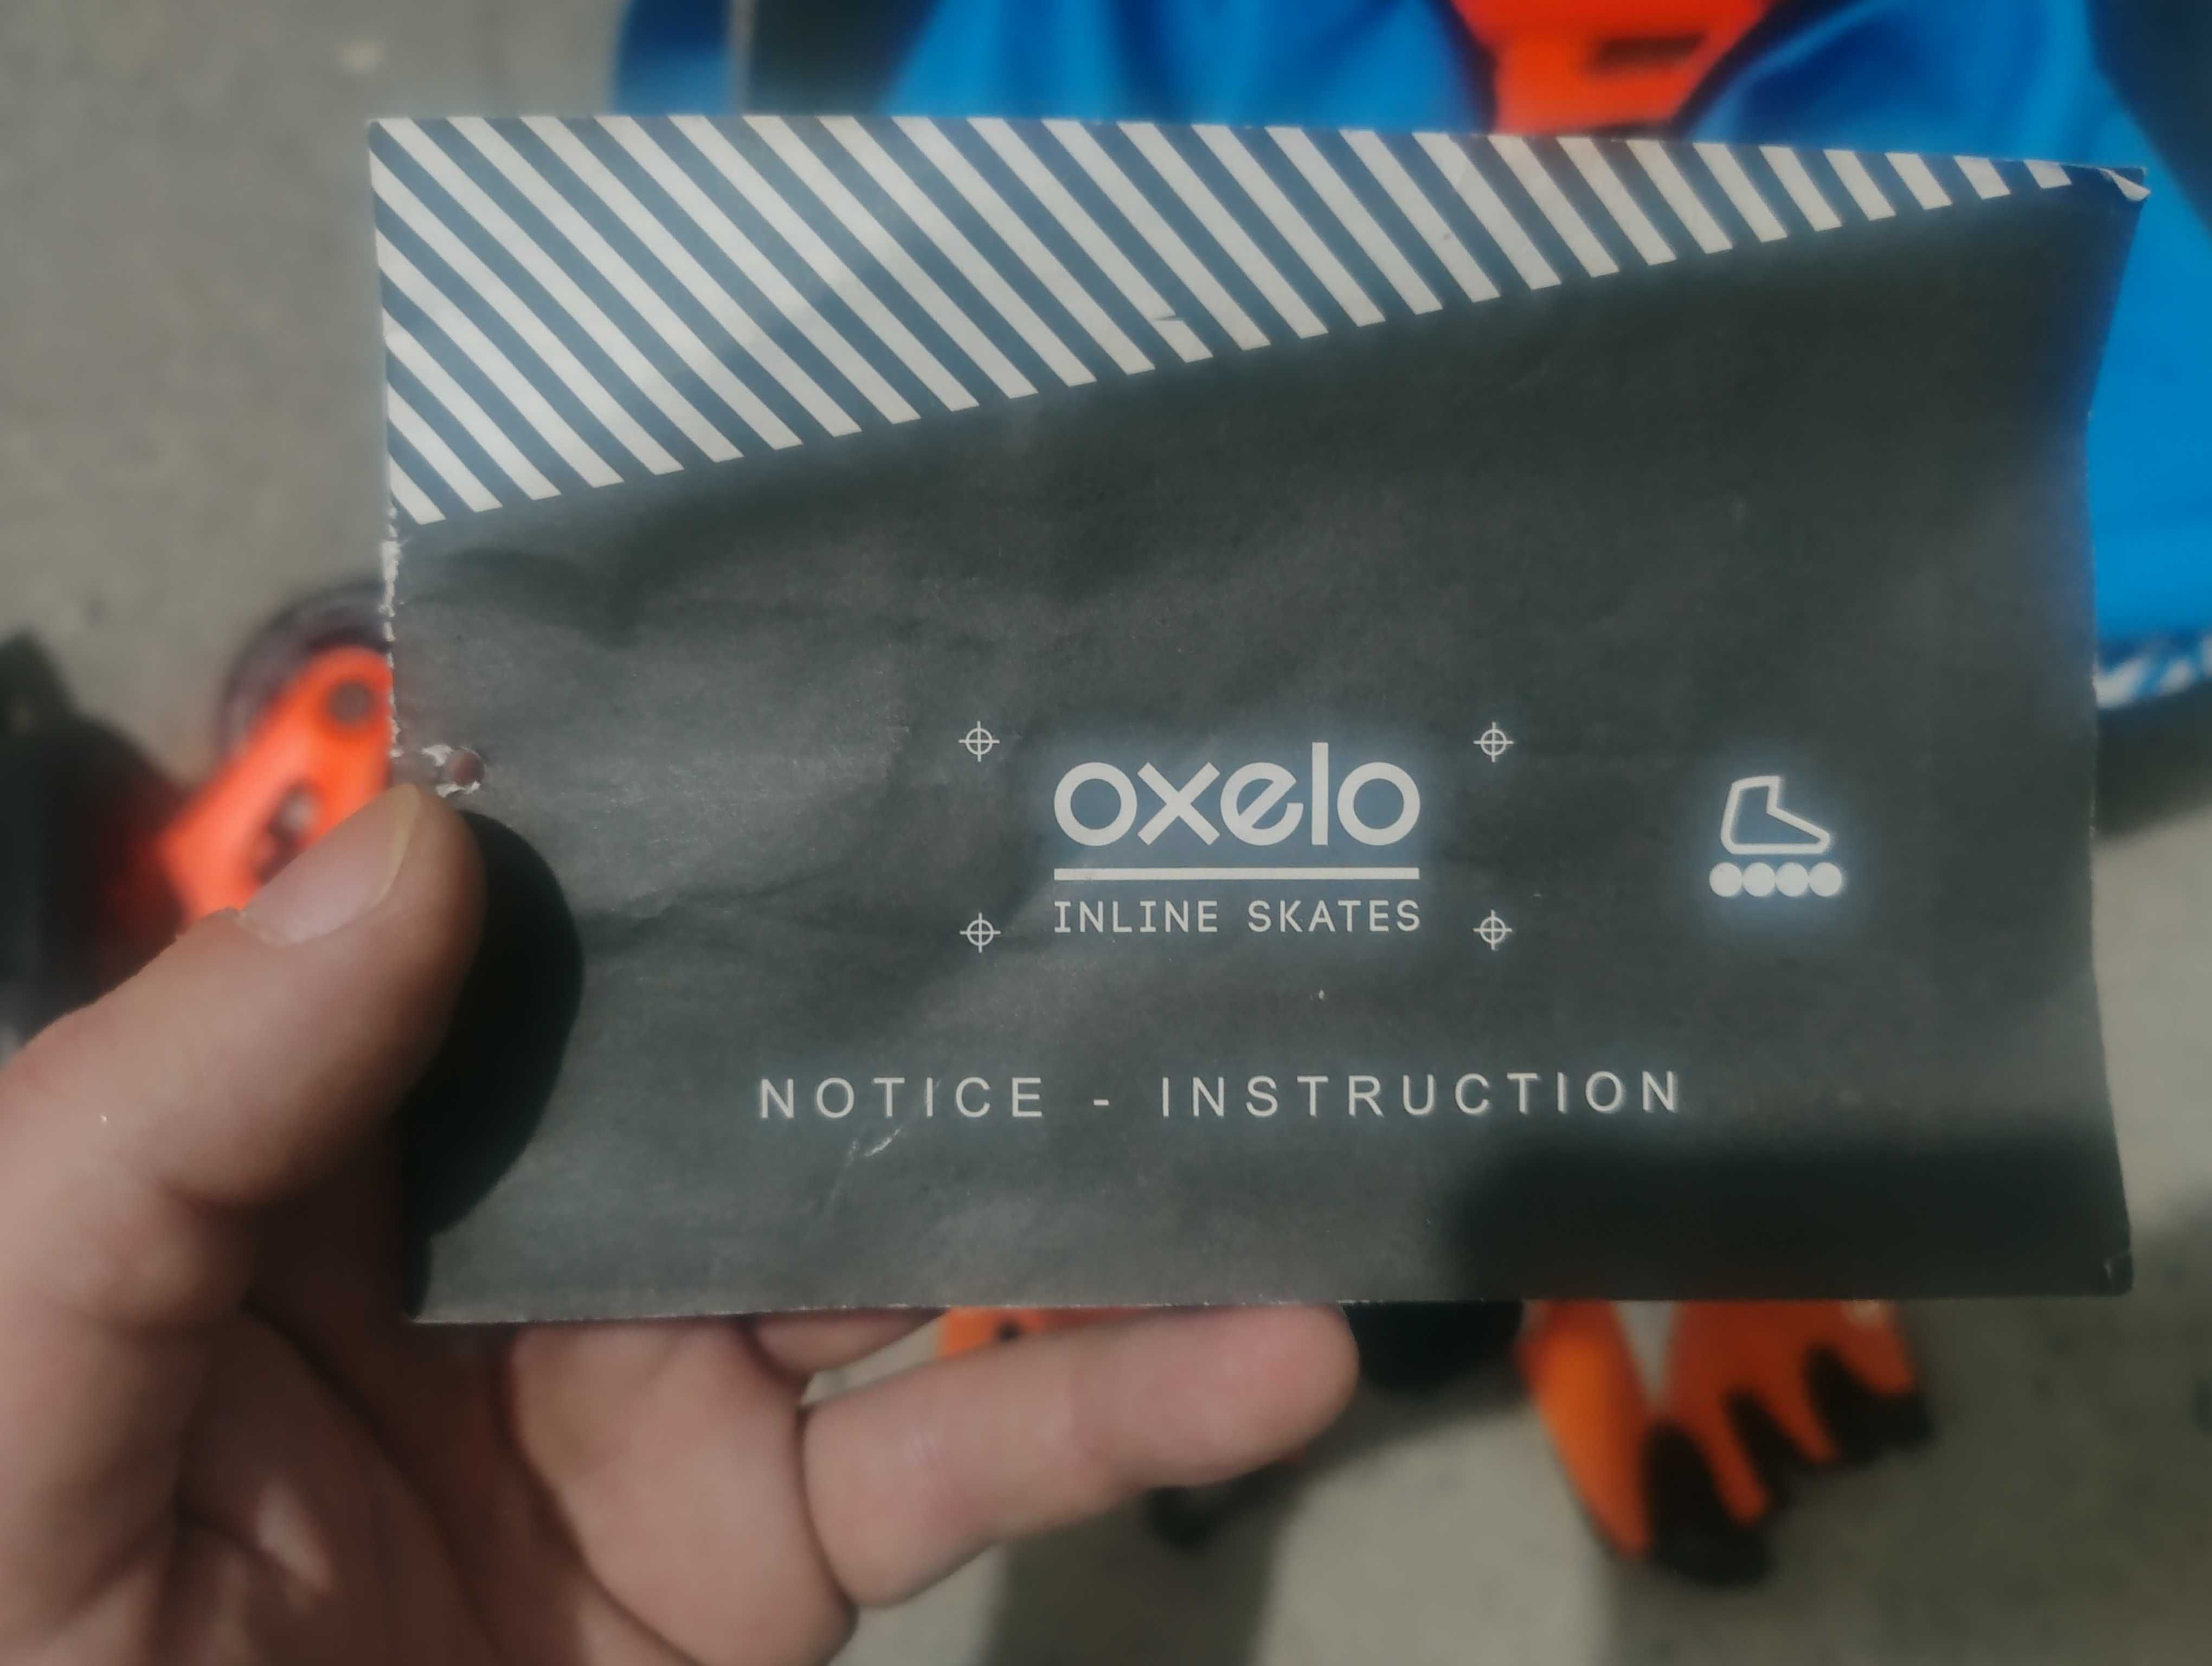 oxelo
INLINE SKATES
NOTICE - INSTRUCTION